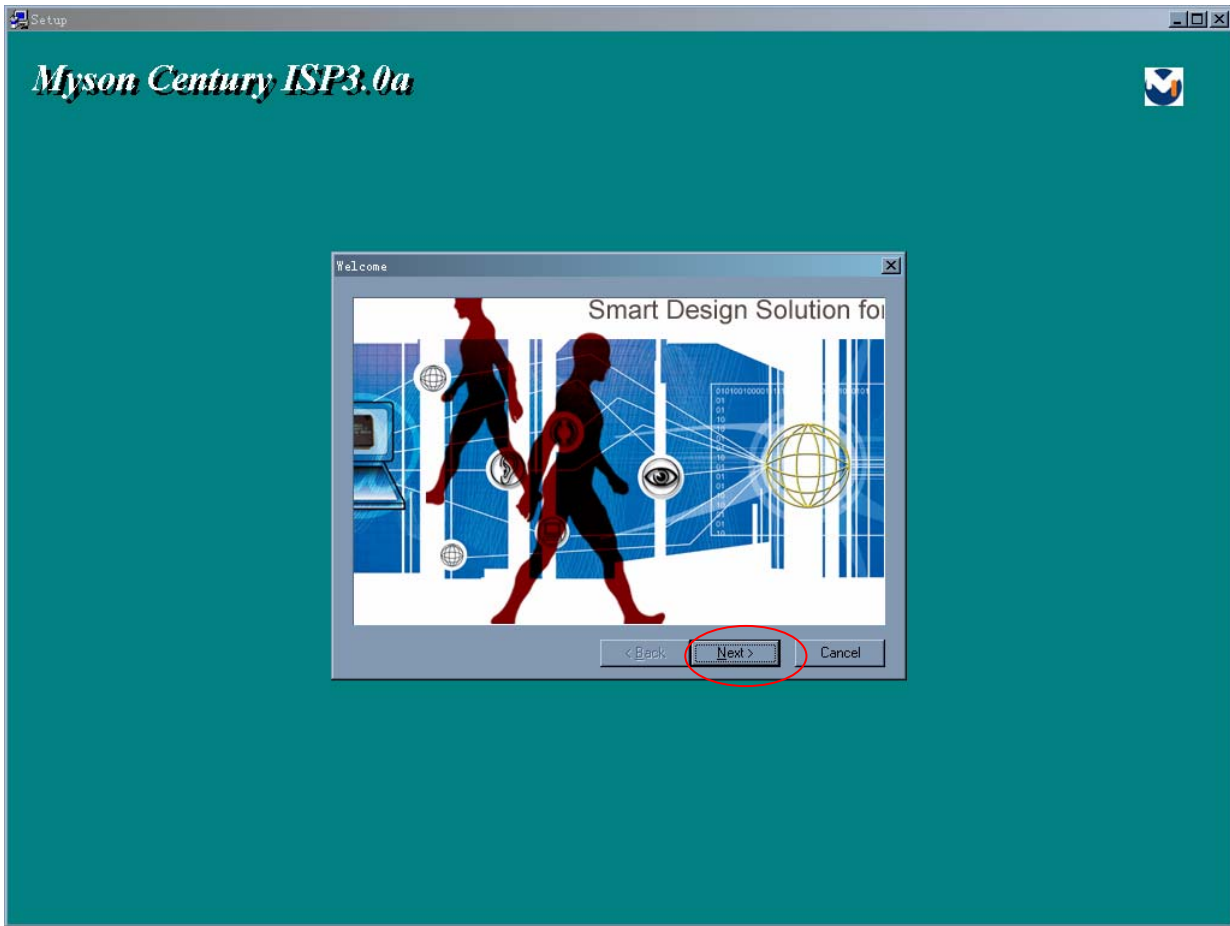 Setup
Myson Century ISP3.0a
Welcome
Smart Design Solution for
< Back
Next >
Cancel